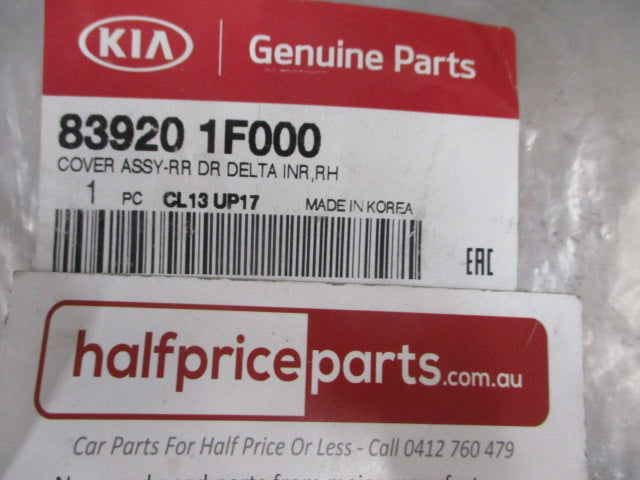 KIA Genuine Parts
83920 1F000
COVER ASSY-RR DR DELTA INR,RH
1 PC CL13 UP17 MADE IN KOREA
EAC
halfpriceparts.com.au
Car Parts For Half Price Or Less - Call 0412 760 479